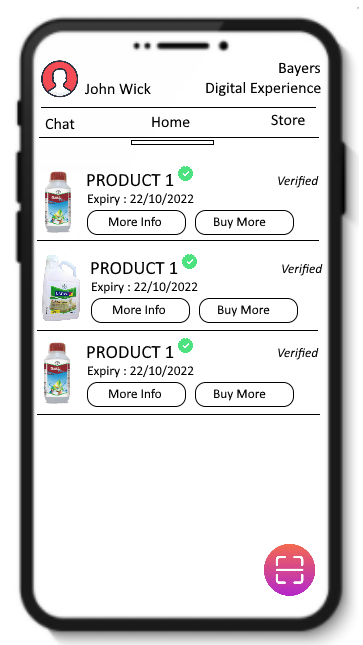 John Wick
Bayers
Digital Experience
Chat
Home
Store
PRODUCT 1
Verified
Expiry : 22/10/2022
More Info
Buy More
PRODUCT 1
Verified
Expiry : 22/10/2022
More Info
Buy More
PRODUCT 1
Verified
Expiry : 22/10/2022
More Info
Buy More